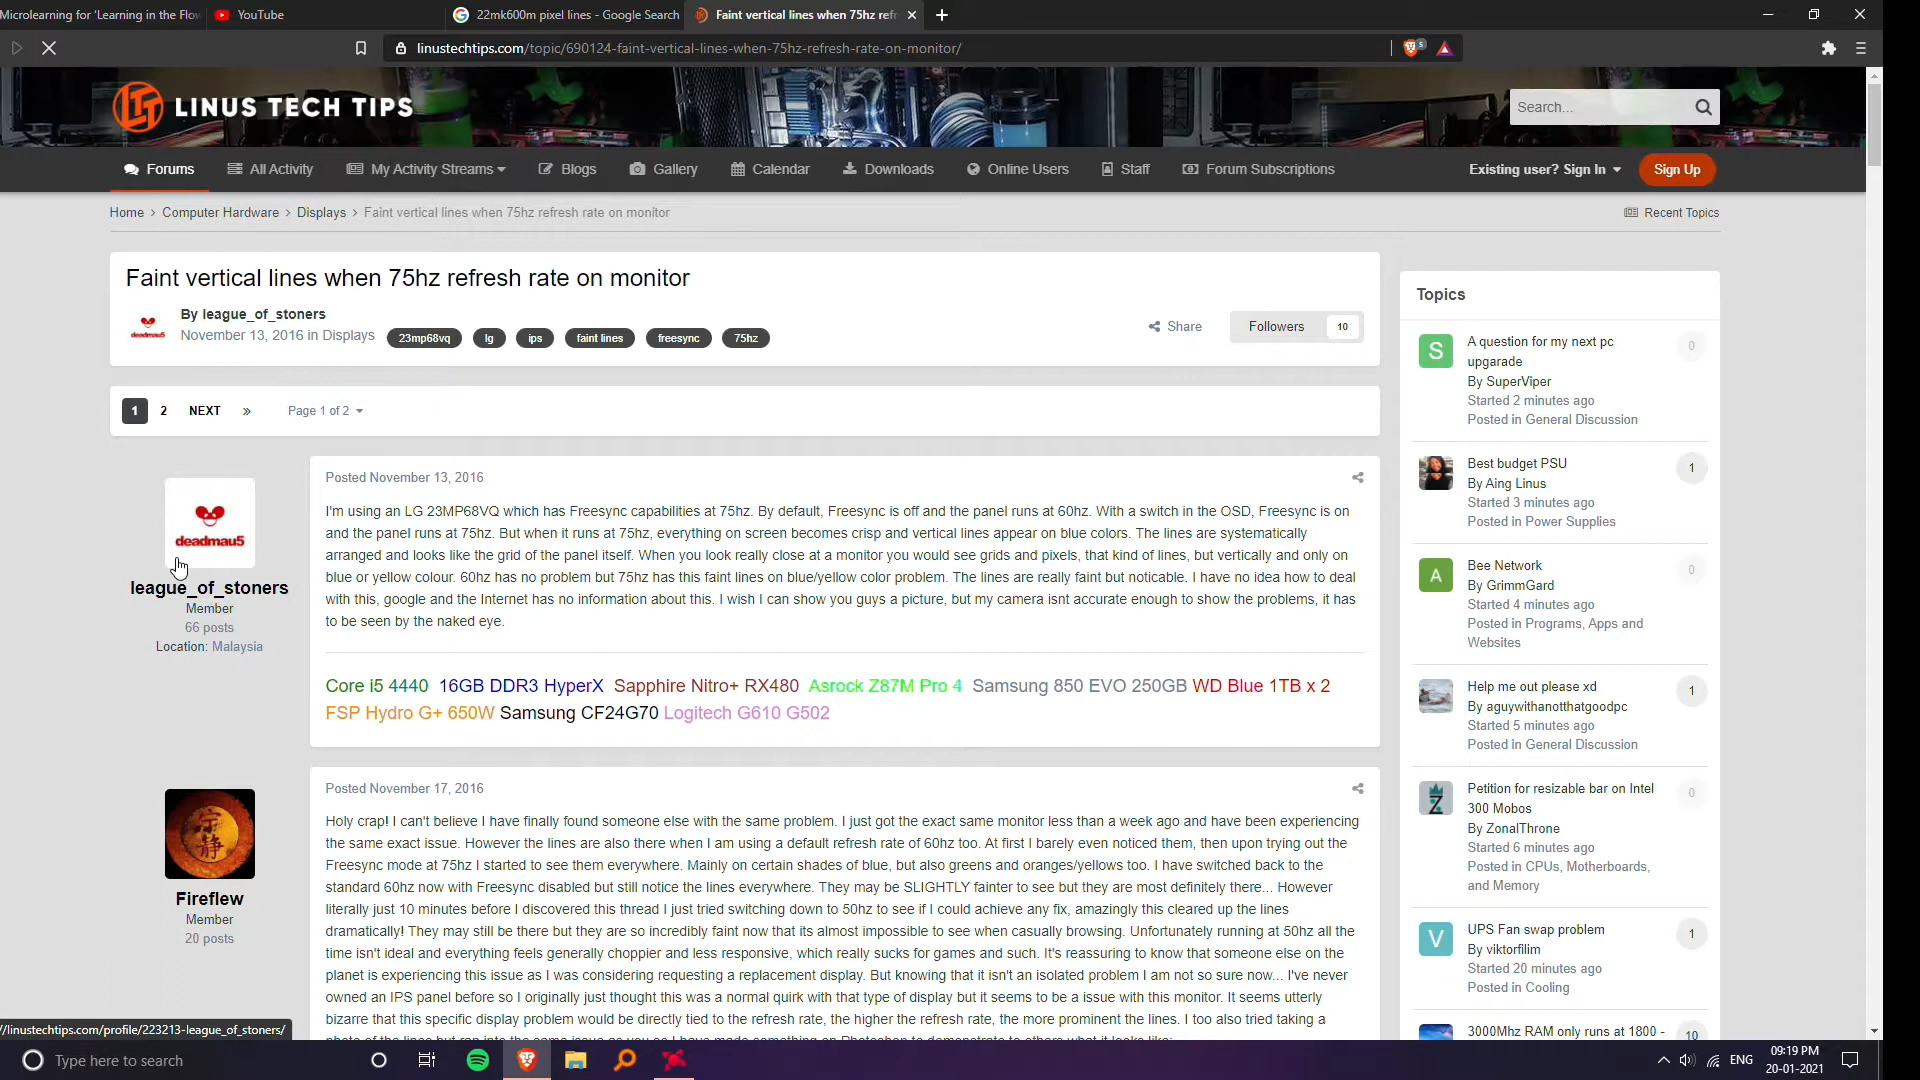 Microlearning for 'Learning in the Flow
YouTube
22mk600m pixel lines - Google Search
Faint vertical lines when 75hz ref
linustechtips.com/topic/690124-faint-vertical-lines-when-75hz-refresh-rate-on-monitor/
5
LINUS TECH TIPS
Search...
Forums
All Activity
My Activity Streams
Blogs
Gallery
Calendar
Downloads
Online Users
Staff
Forum Subscriptions
Existing user? Sign In
Sign Up
Home > Computer Hardware > Displays > Faint vertical lines when 75hz refresh rate on monitor
Recent Topics
Faint vertical lines when 75hz refresh rate on monitor
deadmau5
By league_of_stoners
November 13, 2016 in Displays
23mp68vq
lg
ips
faint lines
freesync
75hz
Share
Followers
10
1
2
NEXT
»
Page 1 of 2
deadmau5
league_of_stoners
Member
66 posts
Location: Malaysia
Posted November 13, 2016
I'm using an LG 23MP68VQ which has Freesync capabilities at 75hz. By default, Freesync is off and the panel runs at 60hz. With a switch in the OSD, Freesync is on
and the panel runs at 75hz. But when it runs at 75hz, everything on screen becomes crisp and vertical lines appear on blue colors. The lines are systematically
arranged and looks like the grid of the panel itself. When you look really close at a monitor you would see grids and pixels, that kind of lines, but vertically and only on
blue or yellow colour. 60hz has no problem but 75hz has this faint lines on blue/yellow color problem. The lines are really faint but noticable. I have no idea how to deal
with this, google and the Internet has no information about this. I wish I can show you guys a picture, but my camera isnt accurate enough to show the problems, it has
to be seen by the naked eye.
Core i5 4440 16GB DDR3 HyperX Sapphire Nitro+ RX480 Asrock Z87M Pro 4 Samsung 850 EVO 250GB WD Blue 1TB x 2
FSP Hydro G+ 650W Samsung CF24G70 Logitech G610 G502
宗
静
Fireflew
Member
20 posts
Posted November 17, 2016
Holy crap! I can't believe I have finally found someone else with the same problem. I just got the exact same monitor less than a week ago and have been experiencing
the same exact issue. However the lines are also there when I am using a default refresh rate of 60hz too. At first I barely even noticed them, then upon trying out the
Freesync mode at 75hz I started to see them everywhere. Mainly on certain shades of blue, but also greens and oranges/yellows too. I have switched back to the
standard 60hz now with Freesync disabled but still notice the lines everywhere. They may be SLIGHTLY fainter to see but they are most definitely there... However
literally just 10 minutes before I discovered this thread I just tried switching down to 50hz to see if I could achieve any fix, amazingly this cleared up the lines
dramatically! They may still be there but they are so incredibly faint now that its almost impossible to see when casually browsing. Unfortunately running at 50hz all the
time isn't ideal and everything feels generally choppier and less responsive, which really sucks for games and such. It's reassuring to know that someone else on the
planet is experiencing this issue as I was considering requesting a replacement display. But knowing that it isn't an isolated problem I am not so sure now... I've never
owned an IPS panel before so I originally just thought this was a normal quirk with that type of display but it seems to be a issue with this monitor. It seems utterly
bizarre that this specific display problem would be directly tied to the refresh rate, the higher the refresh rate, the more prominent the lines. I too also tried taking a
Topics
S
A question for my next pc
upgarade
By SuperViper
Started 2 minutes ago
Posted in General Discussion
0
Best budget PSU
By Aing Linus
Started 3 minutes ago
Posted in Power Supplies
1
A
Bee Network
By GrimmGard
Started 4 minutes ago
Posted in Programs, Apps and
Websites
0
Help me out please xd
By aguywithanotthatgoodpc
Started 5 minutes ago
Posted in General Discussion
1
Petition for resizable bar on Intel
300 Mobos
By ZonalThrone
Started 6 minutes ago
Posted in CPUs, Motherboards,
and Memory
0
V
UPS Fan swap problem
By viktorfilim
Started 20 minutes ago
Posted in Cooling
1
3000Mhz RAM only runs at 1800 -
10
//linustechtips.com/profile/223213-league_of_stoners/
Type here to search
ENG
09:19 PM
20-01-2021